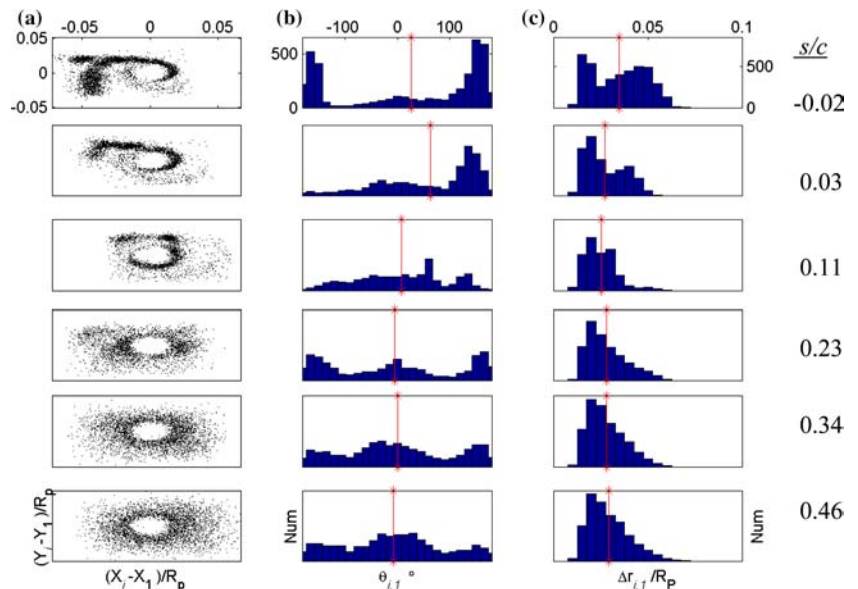 (a) (b) (c)
-0.05 0 0.05
-100 0 100
0 0.05 0.1
s/c
-0.05
0
0.05
500
0
500
0
-0.02
0.03
0.11
0.23
0.34
0.46
(Y_i -Y_1 )/R_P
Num
Num
(X_i -X_1 )/R_P
θ_i,1 °
Δr_i,1 /R_P